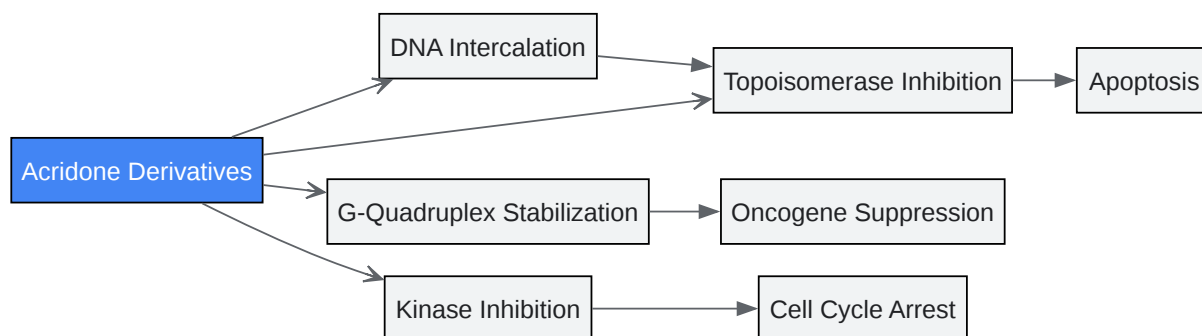 DNA Intercalation
Topoisomerase Inhibition
Apoptosis
Acridone Derivatives
G-Quadruplex Stabilization
Oncogene Suppression
Kinase Inhibition
Cell Cycle Arrest